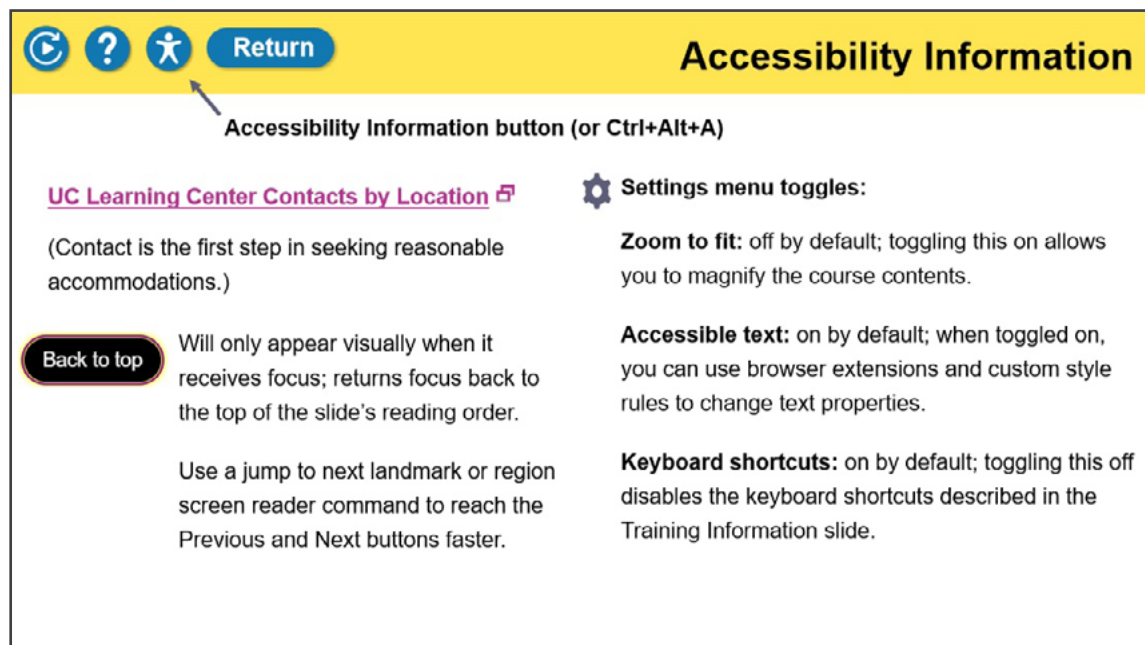 Return
Accessibility Information
Accessibility Information button (or Ctrl+Alt+A)
UC Learning Center Contacts by Location
(Contact is the first step in seeking reasonable
accommodations.)
Back to top
Will only appear visually when it
receives focus; returns focus back to
the top of the slide’s reading order.
Use a jump to next landmark or region
screen reader command to reach the
Previous and Next buttons faster.
Settings menu toggles:
Zoom to fit: off by default; toggling this on allows
you to magnify the course contents.
Accessible text: on by default; when toggled on,
you can use browser extensions and custom style
rules to change text properties.
Keyboard shortcuts: on by default; toggling this off
disables the keyboard shortcuts described in the
Training Information slide.